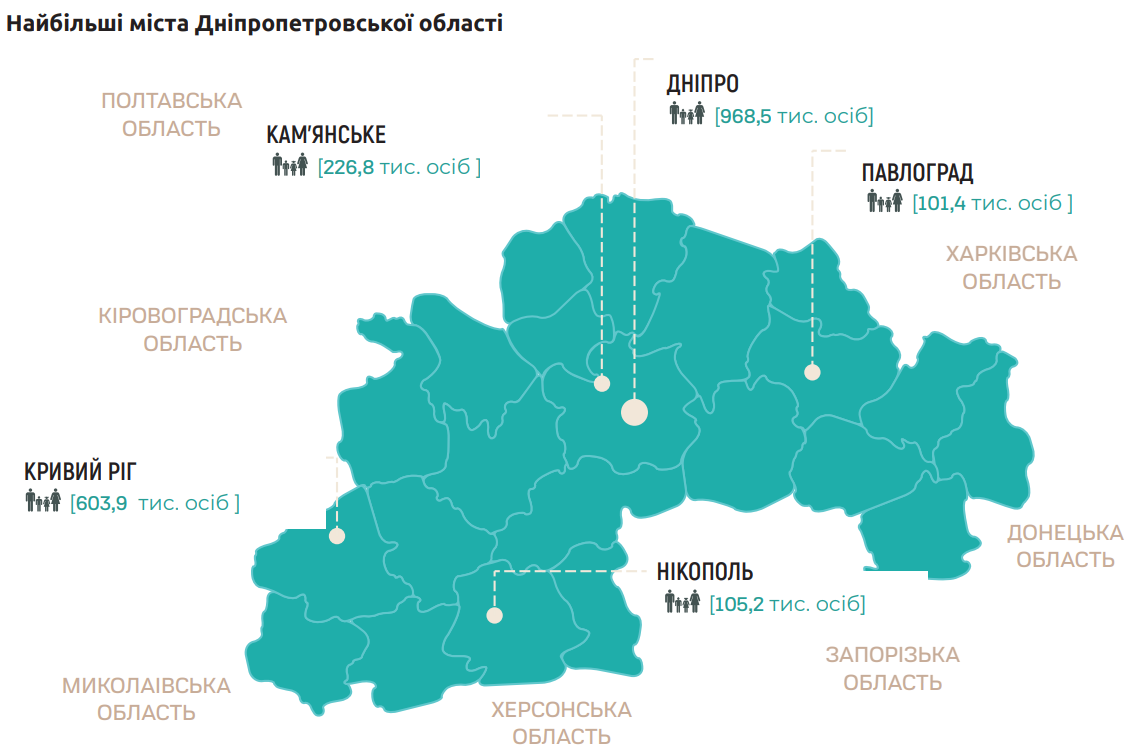 Найбільші міста Дніпропетровської області
ДНІПРО
[968,5 тис. осіб]
ПОЛТАВСЬКА
ОБЛАСТЬ
КАМ’ЯНСЬКЕ
[226,8 тис. осіб ]
ПАВЛОГРАД
[101,4 тис. осіб ]
ХАРКІВСЬКА
ОБЛАСТЬ
КІРОВОГРАДСЬКА
ОБЛАСТЬ
КРИВИЙ РІГ
[603,9 тис. осіб ]
ДОНЕЦЬКА
ОБЛАСТЬ
НІКОПОЛЬ
[105,2 тис. осіб]
ЗАПОРІЗЬКА
ОБЛАСТЬ
МИКОЛАІВСЬКА
ОБЛАСТЬ
ХЕРСОНСЬКА
ОБЛАСТЬ